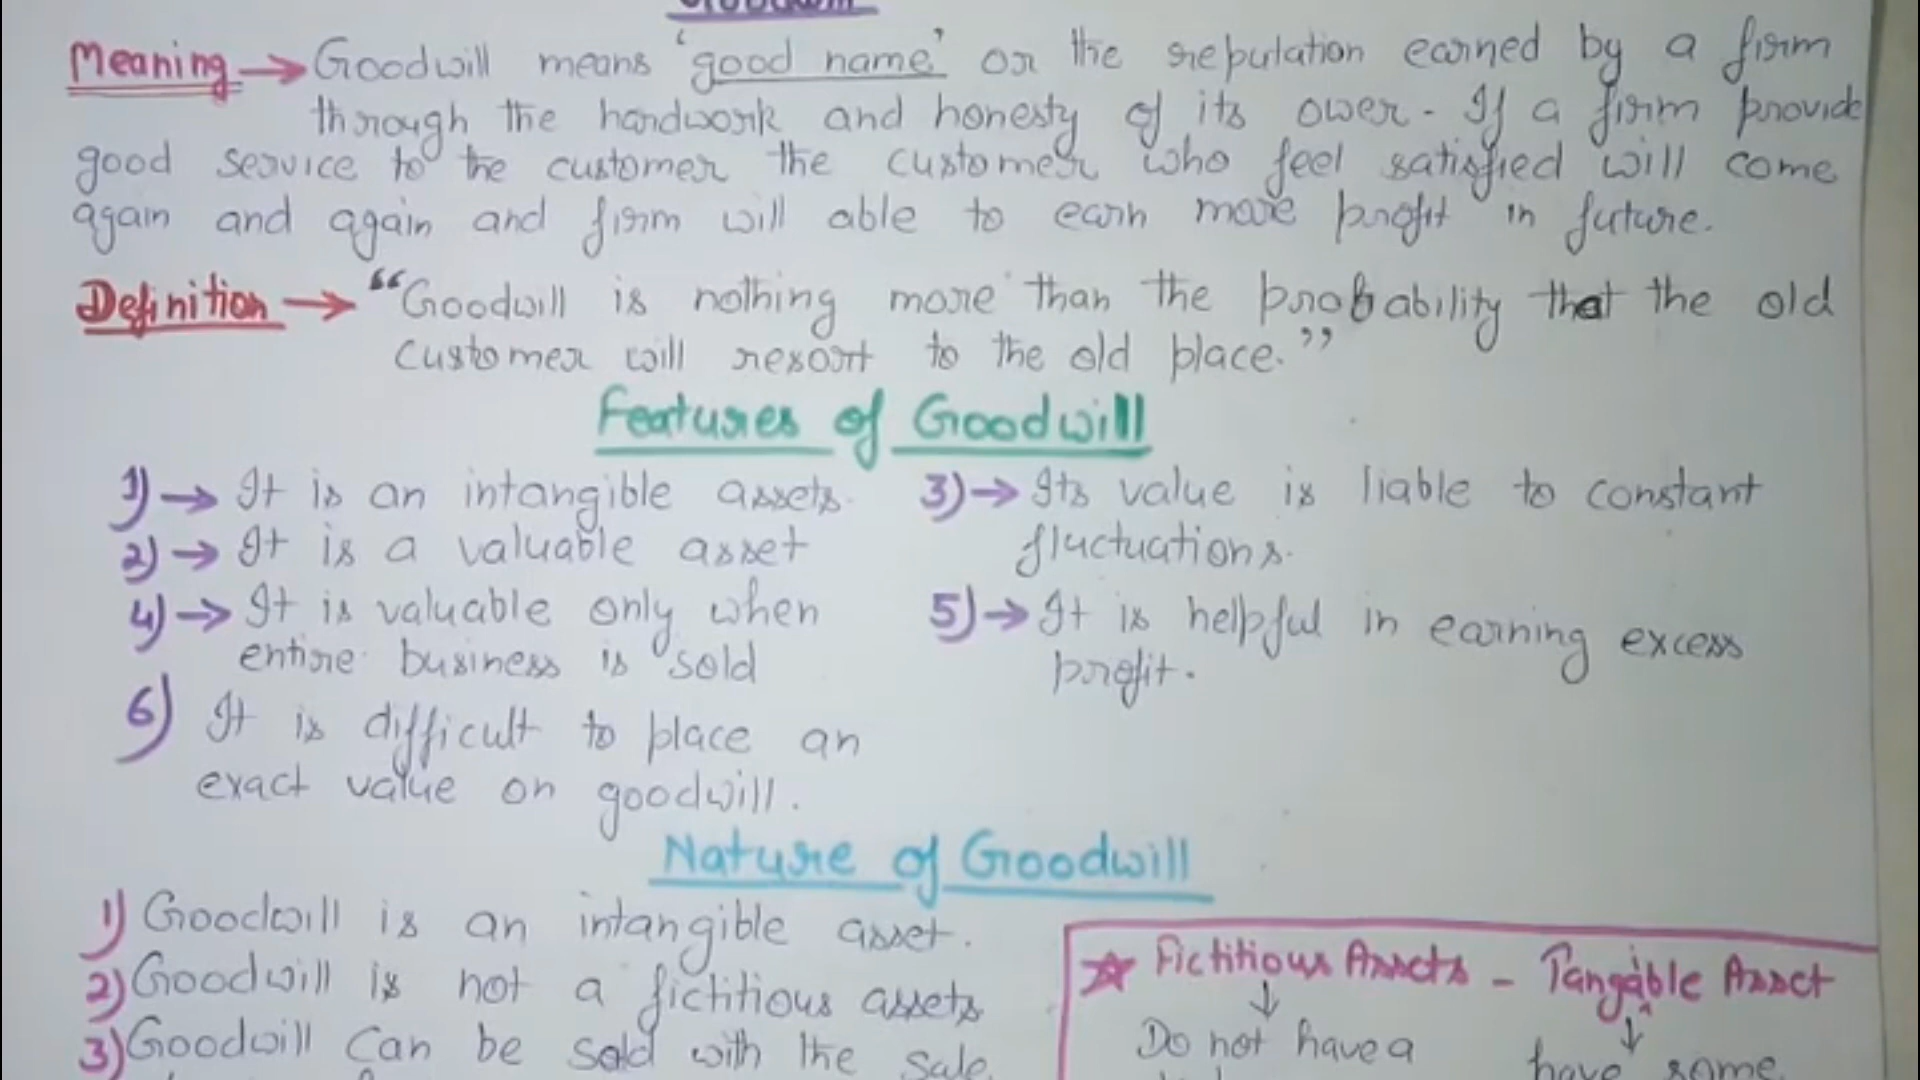 Goodwill
Meaning → Goodwill means 'good name' or the reputation earned by a firm
through the hardwork and honesty of its ower. If a firm provide
good service to the customer the customer who feel satisfied will come
again and again and firm will able to earn more profit in future.
Definition → "Goodwill is nothing more than the probability that the old
customer will resort to the old place."
Features of Goodwill
1) → It is an intangible assets.
2) → It is a valuable asset
3) → Its value is liable to constant
fluctuations.
4) → It is valuable only when
entire business is sold
5) → It is helpful in earning excess
profit.
6) It is difficult to place an
exact value on goodwill.
Nature of Goodwill
1) Goodwill is an intangible asset.
2) Goodwill is not a fictitious assets
3) Goodwill can be sold with the sale
☆ Fictitious Assets - Tangible Asset
↓ ↓
Do not have a have some